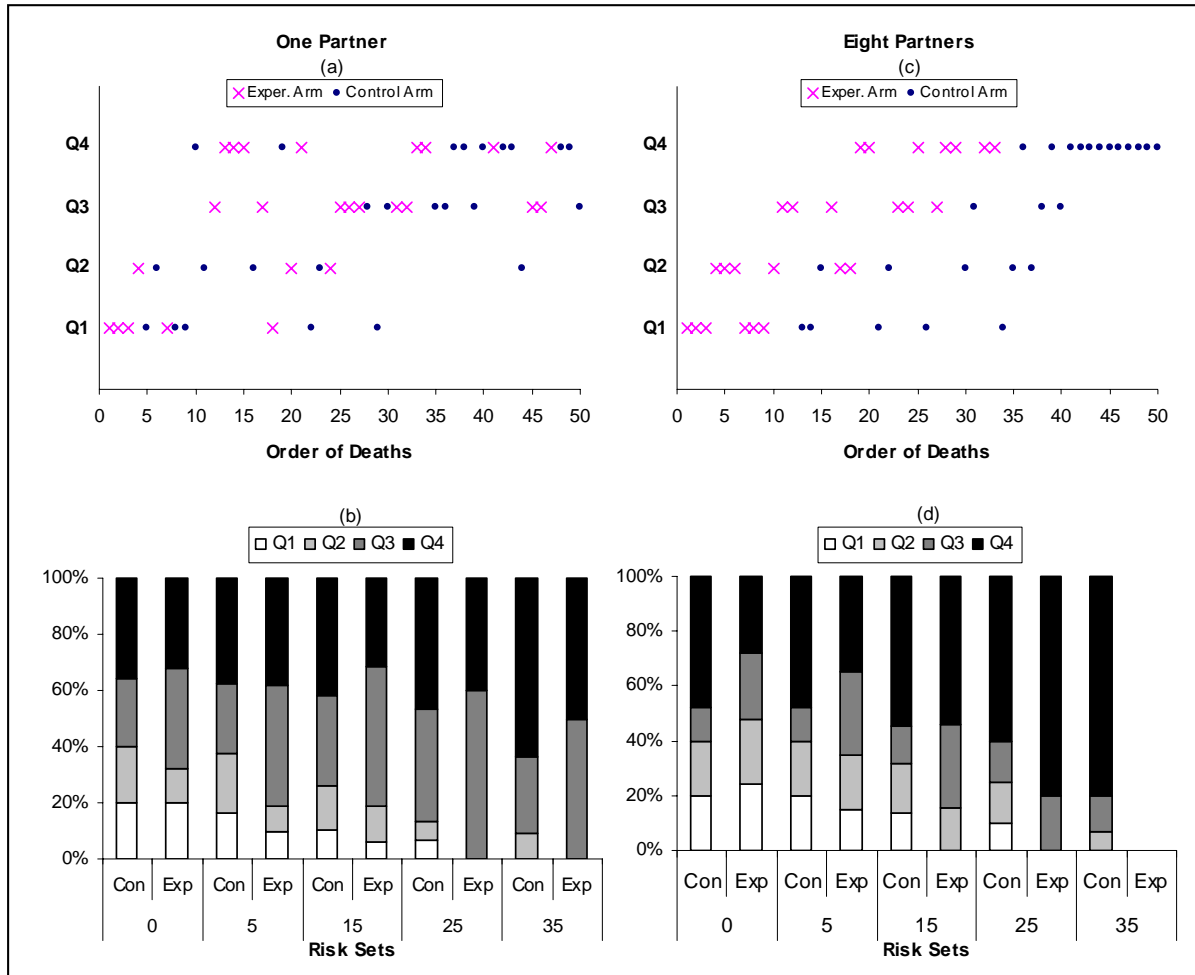 One Partner
(a)
Exper. Arm Control Arm
Q4
Q3
Q2
Q1
0 5 10 15 20 25 30 35 40 45 50
Order of Deaths
Eight Partners
(c)
Exper. Arm Control Arm
Q4
Q3
Q2
Q1
0 5 10 15 20 25 30 35 40 45 50
Order of Deaths
(b)
Q1 Q2 Q3 Q4
100%
80%
60%
40%
20%
0%
Con Exp Con Exp Con Exp Con Exp Con Exp
0 5 15 25 35
Risk Sets
(d)
Q1 Q2 Q3 Q4
100%
80%
60%
40%
20%
0%
Con Exp Con Exp Con Exp Con Exp Con Exp
0 5 15 25 35
Risk Sets